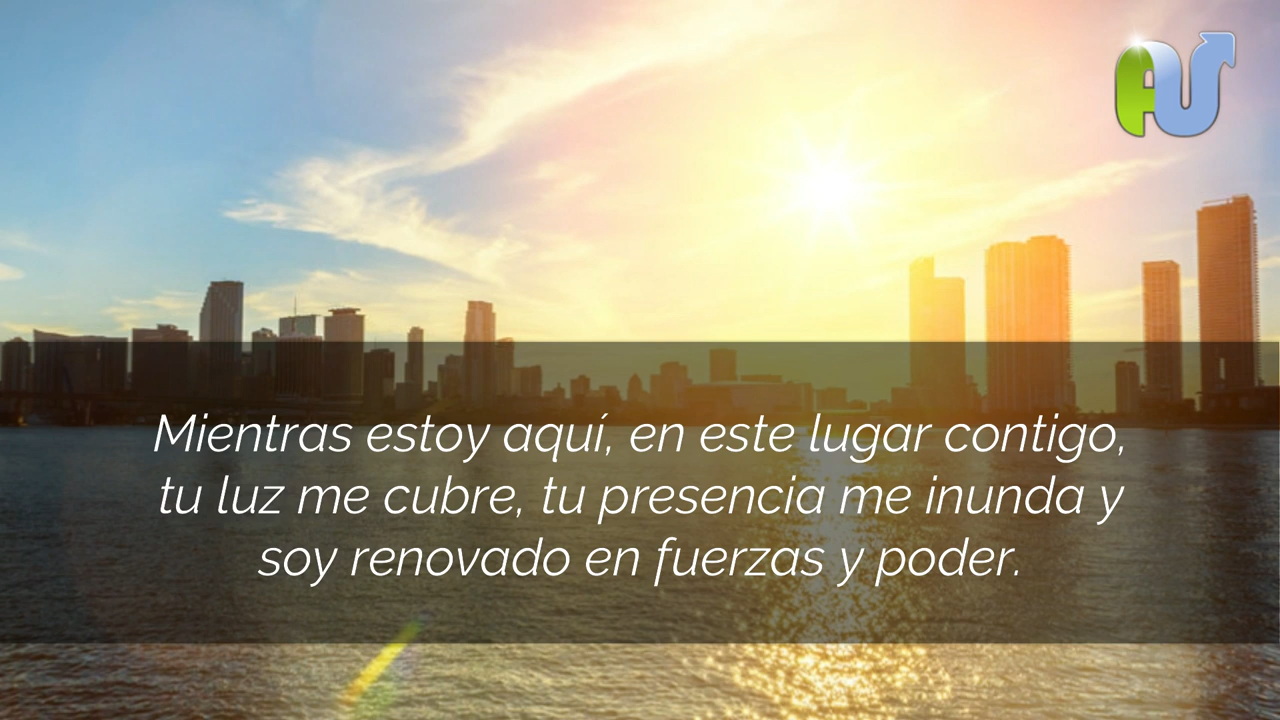 AU
Mientras estoy aquí, en este lugar contigo,
tu luz me cubre, tu presencia me inunda y
soy renovado en fuerzas y poder.